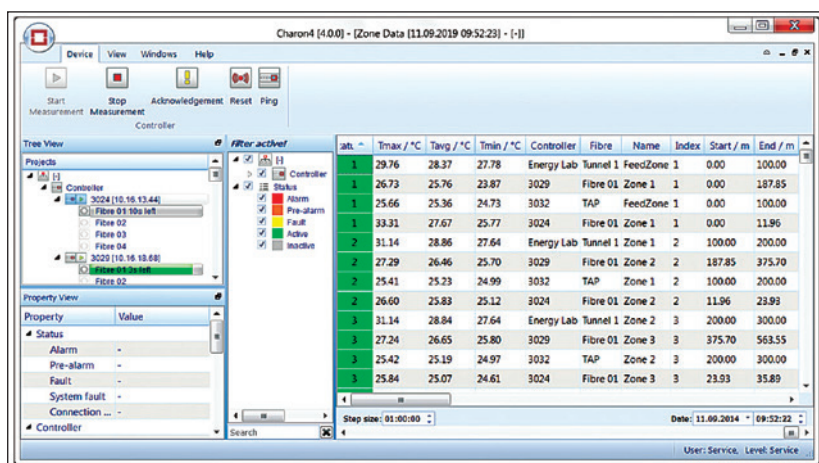 Charon4 [4.0.0] - [Zone Data [11.09.2019 09:52:23] - [-]]
Device View Windows Help
Start Measurement
Stop Measurement
Acknowledgement
Reset
Ping
Controller
Tree View
Projects
[-]
Controller
3024 [10.16.13.44]
Fibre 01 10s left
Fibre 02
Fibre 03
Fibre 04
3029 [10.16.18.68]
Fibre 01 3s left
Fibre 02
Property View
Property Value
Status
Alarm -
Pre-alarm -
Fault -
System fault -
Connection ... -
Controller
Filter active!
[-]
Controller
Status
Alarm
Pre-alarm
Fault
Active
Inactive
Search
:atu. Tmax / °C Tavg / °C Tmin / °C Controller Fibre Name Index Start / m End / m
1 29.76 28.37 27.78 Energy Lab Tunnel 1 FeedZone 1 0.00 100.00
1 26.73 25.76 23.87 3029 Fibre 01 Zone 1 1 0.00 187.85
1 25.66 25.36 24.73 3032 TAP FeedZone 1 0.00 100.00
1 33.31 27.67 25.77 3024 Fibre 01 Zone 1 1 0.00 11.96
2 31.14 28.86 27.64 Energy Lab Tunnel 1 Zone 1 2 100.00 200.00
2 27.29 26.46 25.70 3029 Fibre 01 Zone 2 2 187.85 375.70
2 25.41 25.23 24.99 3032 TAP Zone 1 2 100.00 200.00
2 26.60 25.83 25.12 3024 Fibre 01 Zone 2 2 11.96 23.93
3 31.14 28.84 27.64 Energy Lab Tunnel 1 Zone 2 3 200.00 300.00
3 27.24 26.65 25.80 3029 Fibre 01 Zone 3 3 375.70 563.55
3 25.42 25.19 24.97 3032 TAP Zone 2 3 200.00 300.00
3 25.84 25.07 24.61 3024 Fibre 01 Zone 3 3 23.93 35.89
Step size: 01:00:00
Date: 11.09.2014 09:52:22
User: Service, Level: Service